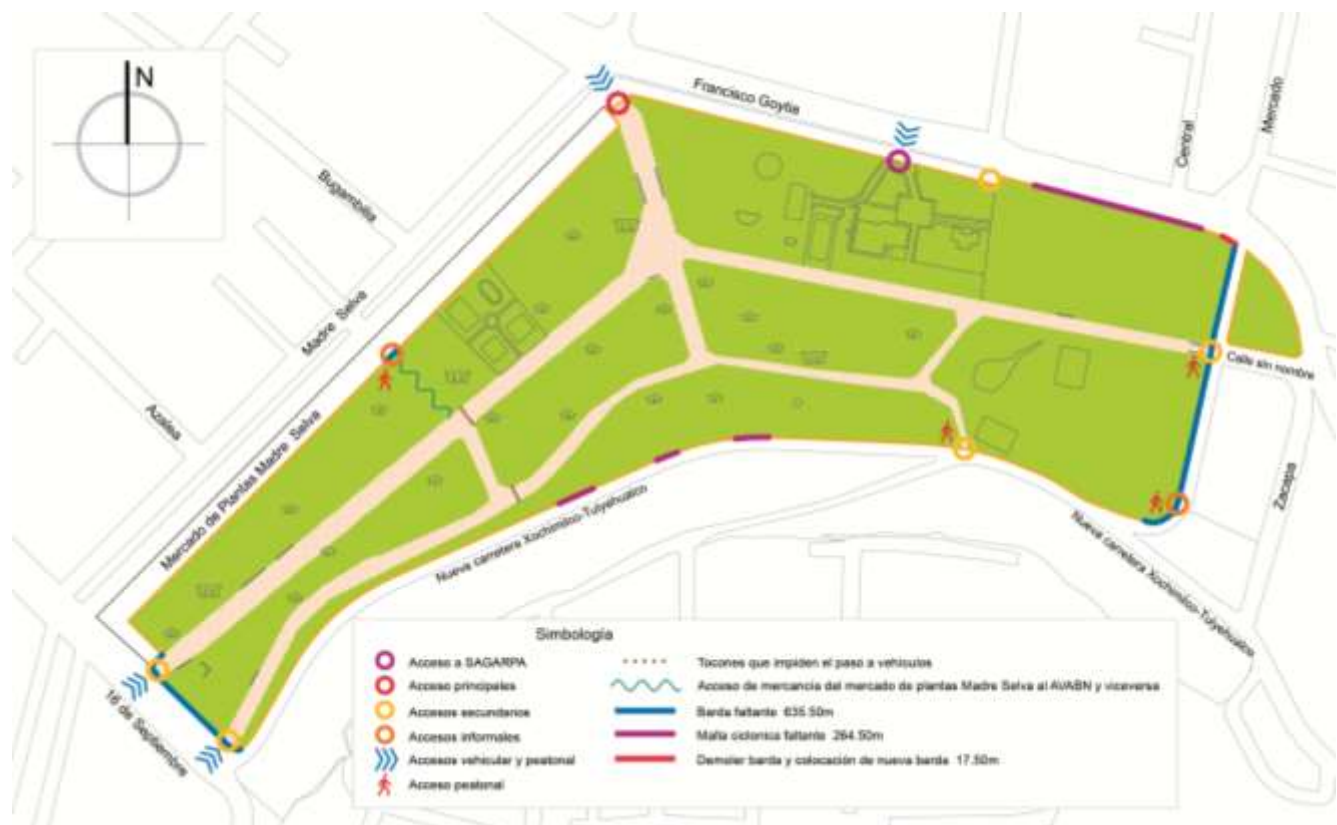 N
Francisco Goytia
Central
Mercado
Bugambilia
Madre Selva
Azalea
Mercado de Plantas Madre Selva
Calle sin nombre
Zacapa
Nueva carretera Xochimilco-Tulyehualco
Nueva carretera Xochimilco-Tulyehualco
16 de Septiembre
Simbología
Acceso a SAGARPA
Acceso principales
Accesos secundarios
Accesos informales
Accesos vehicular y peatonal
Acceso peatonal
Tocones que impiden el paso a vehículos
Acceso de mercancia del mercado de plantas Madre Selva al AVABN y viceversa
Barda faltante 635.50m
Malla ciclonica faltante 264.50m
Demoler barda y colocación de nueva barda 17.50m